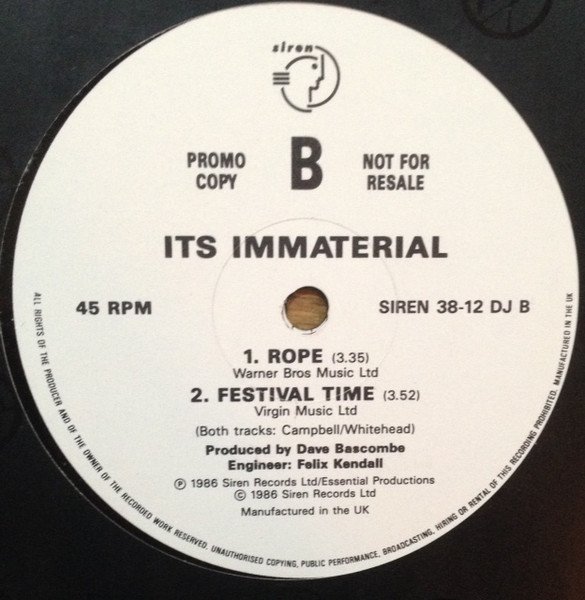 siren
PROMO COPY
B
NOT FOR RESALE
ITS IMMATERIAL
45 RPM
SIREN 38-12 DJ B
1. ROPE (3.35)
Warner Bros Music Ltd
2. FESTIVAL TIME (3.52)
Virgin Music Ltd
(Both tracks: Campbell/Whitehead)
Produced by Dave Bascombe
Engineer: Felix Kendall
℗ 1986 Siren Records Ltd/Essential Productions
© 1986 Siren Records Ltd
Manufactured in the UK
ALL RIGHTS OF THE PRODUCER AND OF THE OWNER OF THE RECORDED WORK RESERVED. UNAUTHORISED COPYING, PUBLIC PERFORMANCE, BROADCASTING, HIRING OR RENTAL OF THIS RECORDING PROHIBITED. MANUFACTURED IN THE UK